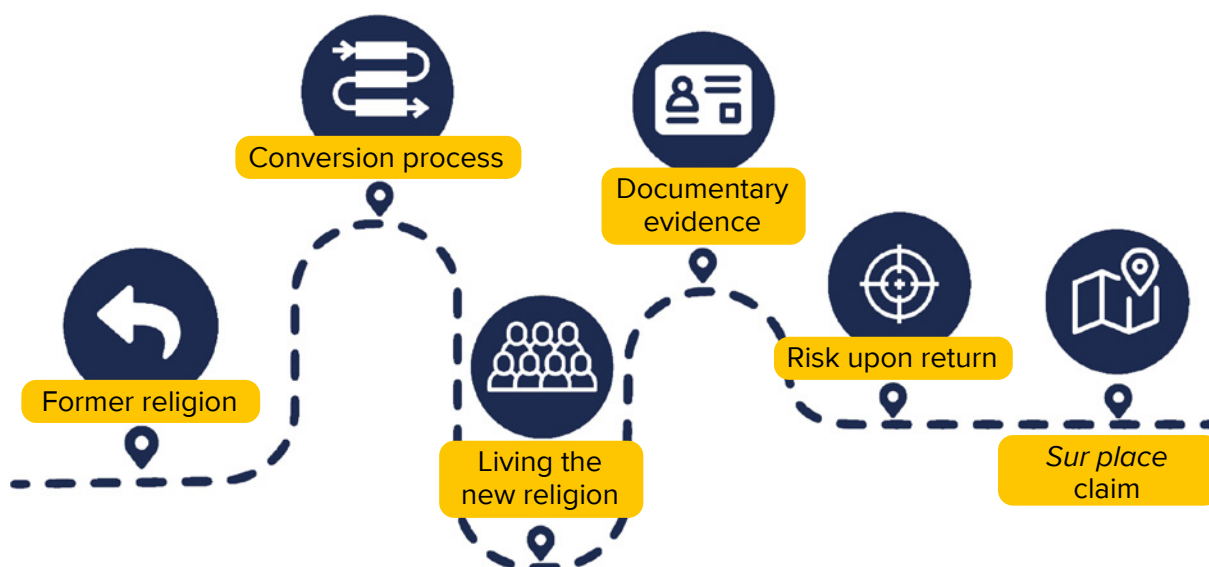 Former religion
Conversion process
Living the
new religion
Documentary
evidence
Risk upon return
Sur place
claim